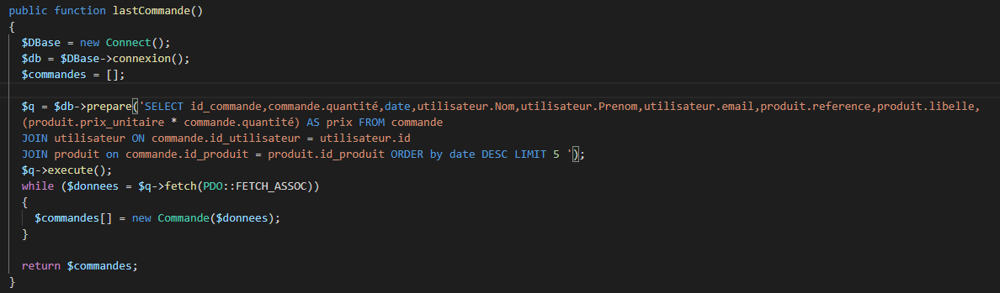 public function lastCommande()
{
$DBase = new Connect();
$db = $DBase->connexion();
$commandes = [];
$q = $db->prepare('SELECT id_commande,commande.quantité,date,utilisateur.Nom,utilisateur.Prenom,utilisateur.email,produit.reference,produit.libelle,
(produit.prix_unitaire * commande.quantité) AS prix FROM commande
JOIN utilisateur ON commande.id_utilisateur = utilisateur.id
JOIN produit on commande.id_produit = produit.id_produit ORDER by date DESC LIMIT 5 ');
$q->execute();
while ($donnees = $q->fetch(PDO::FETCH_ASSOC))
{
$commandes[] = new Commande($donnees);
}
return $commandes;
}